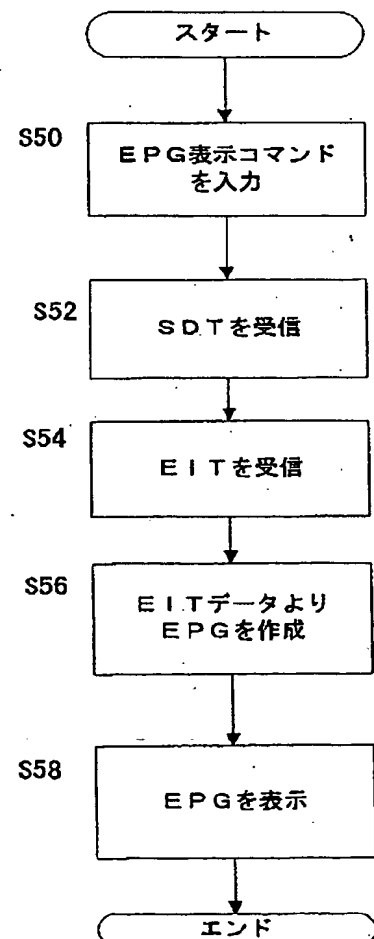 スタート
S50
EPG表示コマンド
を入力
S52
SDTを受信
S54
EITを受信
S56
EITデータより
EPGを作成
S58
EPGを表示
エンド